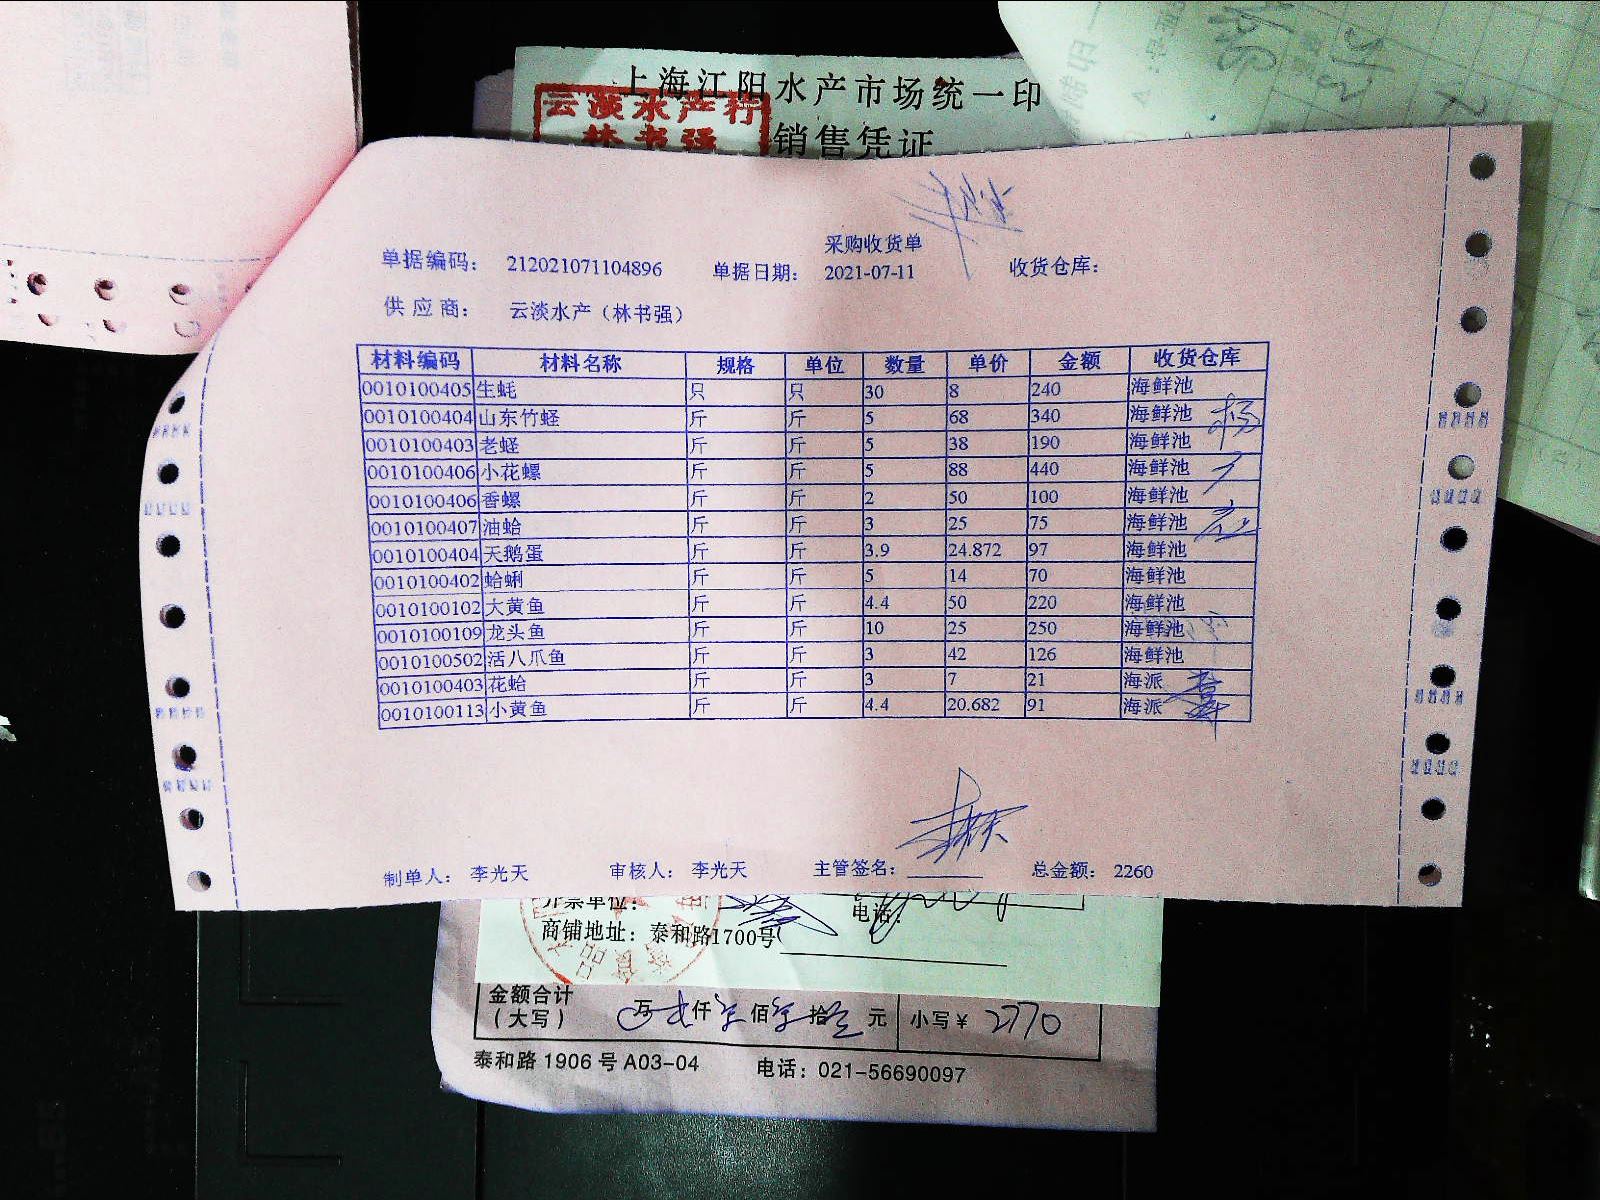 上海江阳水产市场统一印
云淡水产行
林书强
销售凭证
采购收货单
单据编码： 212021071104896 单据日期： 2021-07-11 收货仓库：
供应商： 云淡水产（林书强）
材料编码 材料名称 规格 单位 数量 单价 金额 收货仓库
0010100405 生蚝 只 只 30 8 240 海鲜池
0010100404 山东竹蛏 斤 斤 5 68 340 海鲜池
0010100403 老蛏 斤 斤 5 38 190 海鲜池
0010100406 小花螺 斤 斤 5 88 440 海鲜池
0010100406 香螺 斤 斤 2 50 100 海鲜池
0010100407 油蛤 斤 斤 3 25 75 海鲜池
0010100404 天鹅蛋 斤 斤 3.9 24.872 97 海鲜池
0010100402 蛤蜊 斤 斤 5 14 70 海鲜池
0010100102 大黄鱼 斤 斤 4.4 50 220 海鲜池
0010100109 龙头鱼 斤 斤 10 25 250 海鲜池
0010100502 活八爪鱼 斤 斤 3 42 126 海鲜池
0010100403 花蛤 斤 斤 3 7 21 海派
0010100113 小黄鱼 斤 斤 4.4 20.682 91 海派
制单人： 李光天 审核人： 李光天 主管签名： 总金额： 2260
开票单位： 电话：
商铺地址：泰和路1700号
金额合计
（大写） 万 仟 佰 拾 元 小写￥ 2770
泰和路 1906 号 A03-04 电话：021-56690097